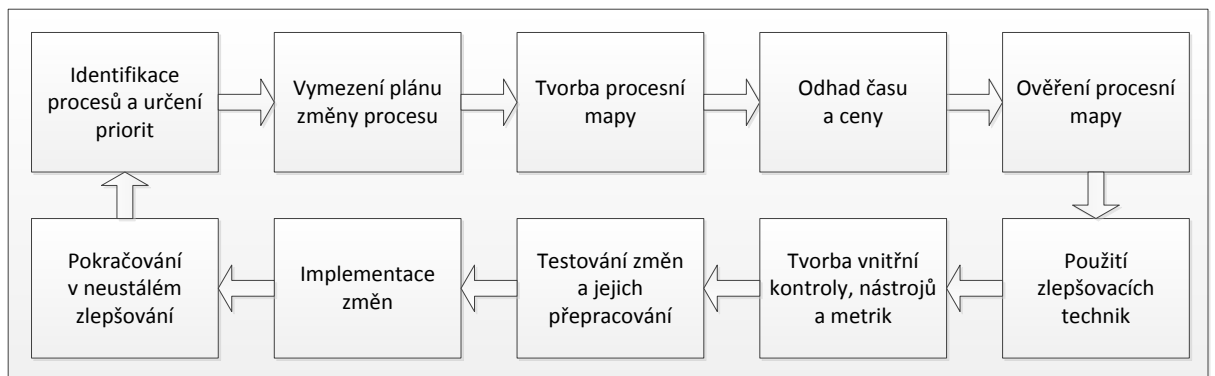 Identifikace
procesů a určení
priorit
Vymezení plánu
změny procesu
Tvorba procesní
mapy
Odhad času
a ceny
Ověření procesní
mapy
Použití
zlepšovacích
technik
Tvorba vnitřní
kontroly, nástrojů
a metrik
Testování změn
a jejich
přepracování
Implementace
změn
Pokračování
v neustálém
zlepšování